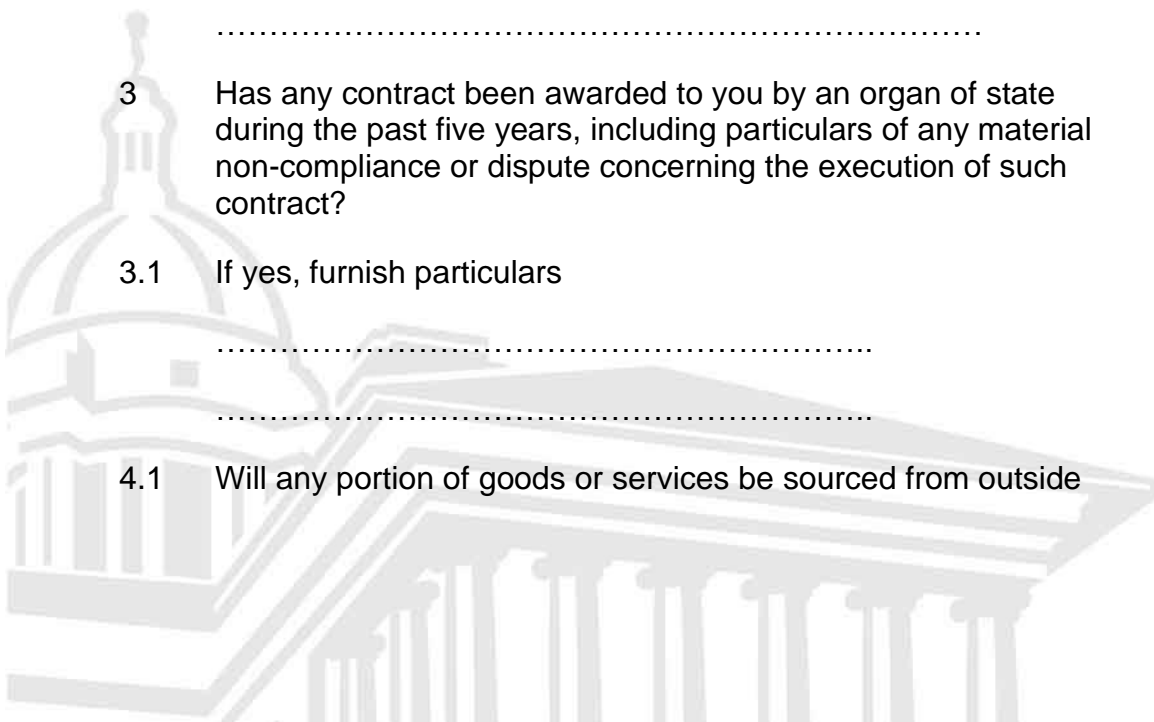 ……………………………………………………………
3 Has any contract been awarded to you by an organ of state
during the past five years, including particulars of any material
non-compliance or dispute concerning the execution of such
contract?
3.1 If yes, furnish particulars
……………………………………………………..
……………………………………………………..
4.1 Will any portion of goods or services be sourced from outside